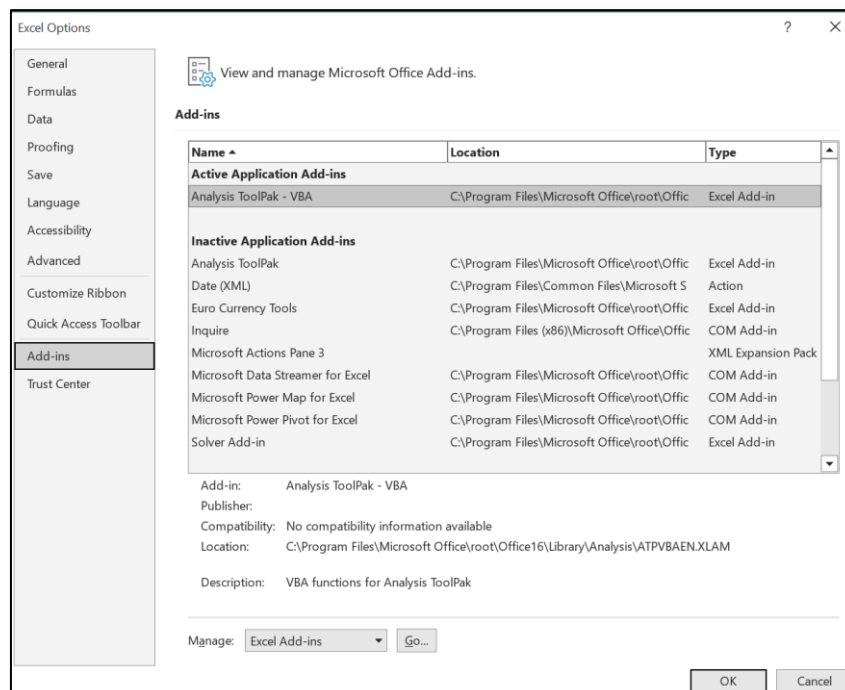 Excel Options ?
General
Formulas
Data
Proofing
Save
Language
Accessibility
Advanced
Customize Ribbon
Quick Access Toolbar
Add-ins
Trust Center
View and manage Microsoft Office Add-ins.
Add-ins
Name Location Type
Active Application Add-ins
Analysis ToolPak - VBA C:\Program Files\Microsoft Office\root\Offic Excel Add-in
Inactive Application Add-ins
Analysis ToolPak C:\Program Files\Microsoft Office\root\Offic Excel Add-in
Date (XML) C:\Program Files\Common Files\Microsoft S Action
Euro Currency Tools C:\Program Files\Microsoft Office\root\Offic Excel Add-in
Inquire C:\Program Files (x86)\Microsoft Office\Offic COM Add-in
Microsoft Actions Pane 3 XML Expansion Pack
Microsoft Data Streamer for Excel C:\Program Files\Microsoft Office\root\Offic COM Add-in
Microsoft Power Map for Excel C:\Program Files\Microsoft Office\root\Offic COM Add-in
Microsoft Power Pivot for Excel C:\Program Files\Microsoft Office\root\Offic COM Add-in
Solver Add-in C:\Program Files\Microsoft Office\root\Offic Excel Add-in
Add-in: Analysis ToolPak - VBA
Publisher:
Compatibility: No compatibility information available
Location: C:\Program Files\Microsoft Office\root\Office16\Library\Analysis\ATPVBAEN.XLAM
Description: VBA functions for Analysis ToolPak
Manage: Excel Add-ins Go...
OK Cancel